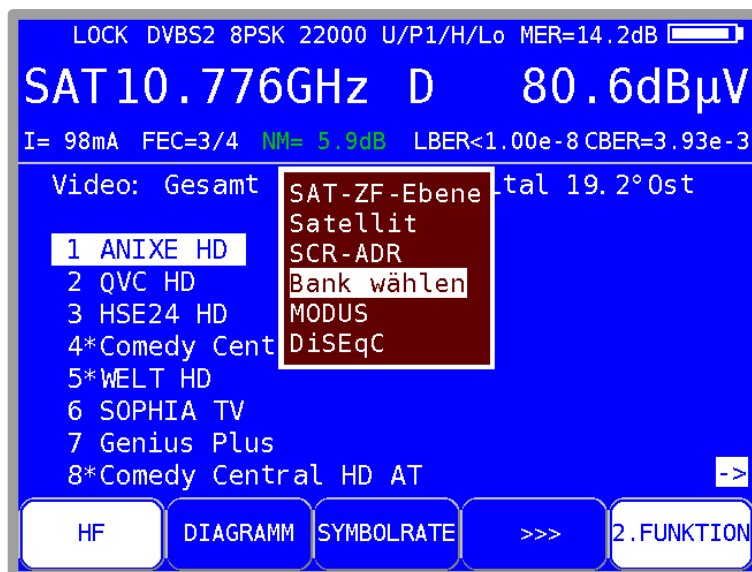 LOCK DVBS2 8PSK 22000 U/P1/H/Lo MER=14.2dB
SAT 10.776GHz D 80.6dBµV
I= 98mA FEC=3/4 NM= 5.9dB LBER<1.00e-8 CBER=3.93e-3
Video: Gesamt tal 19.2°Ost
SAT-ZF-Ebene
Satellit
SCR-ADR
Bank wählen
MODUS
DiSEqC
1 ANIXE HD
2 QVC HD
3 HSE24 HD
4*Comedy Cent
5*WELT HD
6 SOPHIA TV
7 Genius Plus
8*Comedy Central HD AT
->
HF DIAGRAMM SYMBOLRATE >>> 2.FUNKTION